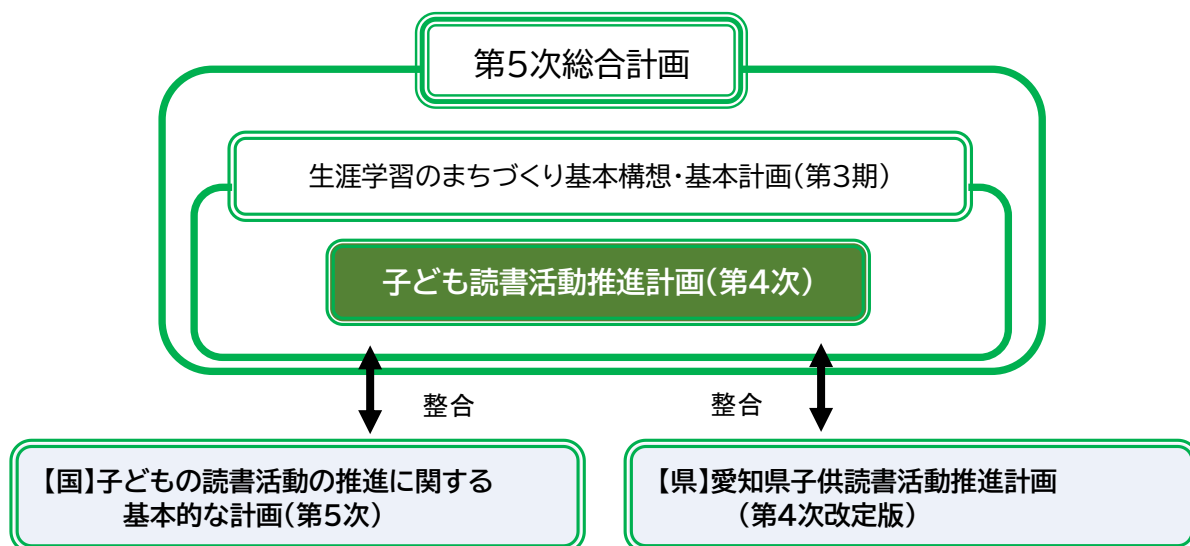 第5次総合計画
生涯学習のまちづくり基本構想・基本計画(第3期)
子ども読書活動推進計画(第4次)
整合
整合
【国】子どもの読書活動の推進に関する
基本的な計画(第5次)
【県】愛知県子供読書活動推進計画
(第4次改定版)